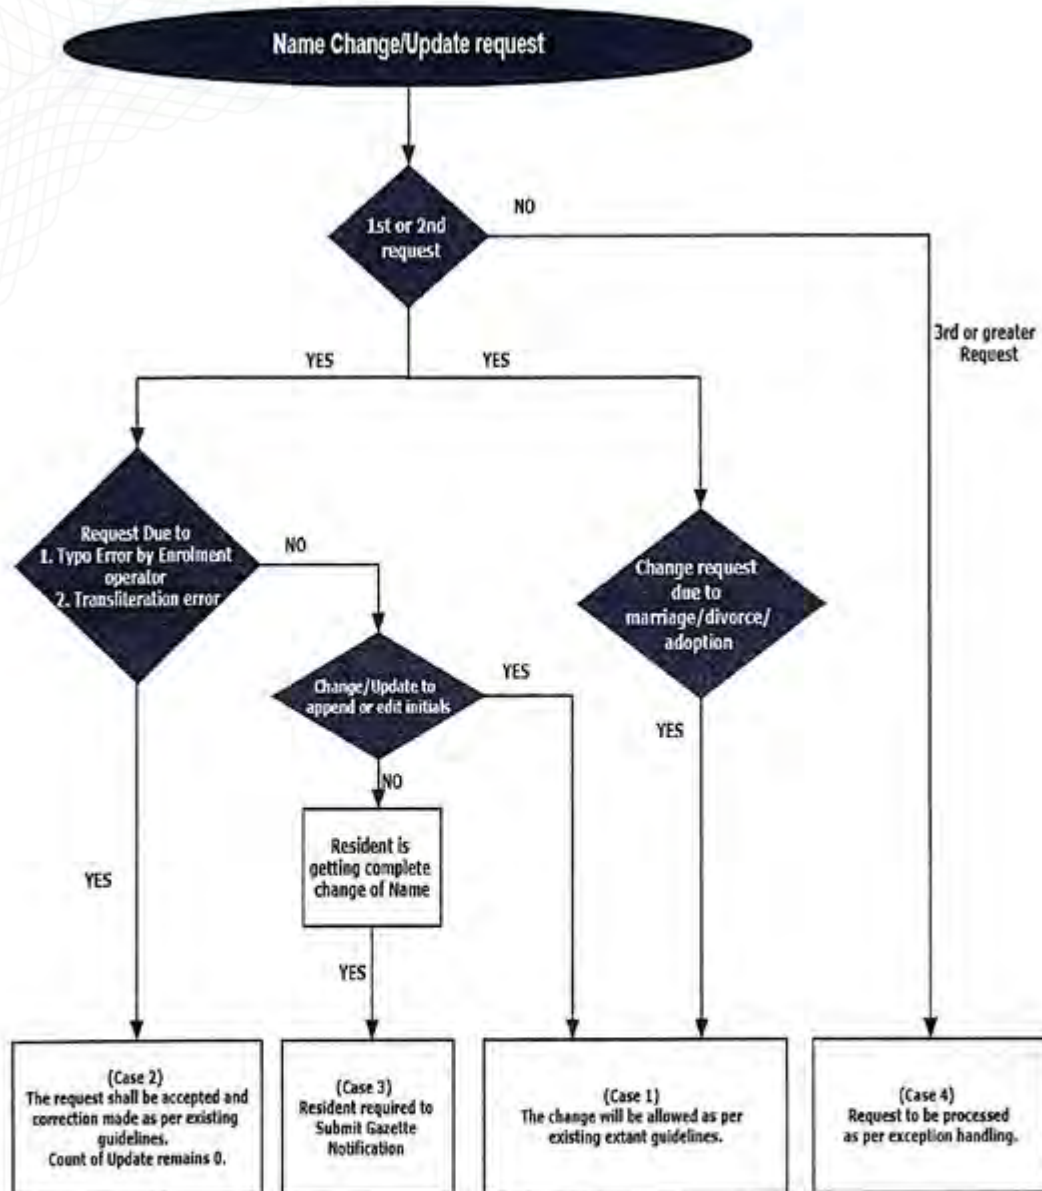 Name Change/Update request
1st or 2nd
request
NO
3rd or greater
Request
YES
YES
Request Due to
1. Typo Error by Enrolment
operator
2. Transliteration error
NO
Change request
due to
marriage/divorce/
adoption
Change/Update to
append or edit initials
YES
YES
NO
Resident is
getting complete
change of Name
YES
YES
(Case 2)
The request shall be accepted and
correction made as per existing
guidelines.
Count of Update remains 0.
(Case 3)
Resident required to
Submit Gazette
Notification
(Case 1)
The change will be allowed as per
existing extant guidelines.
(Case 4)
Request to be processed
as per exception handling.